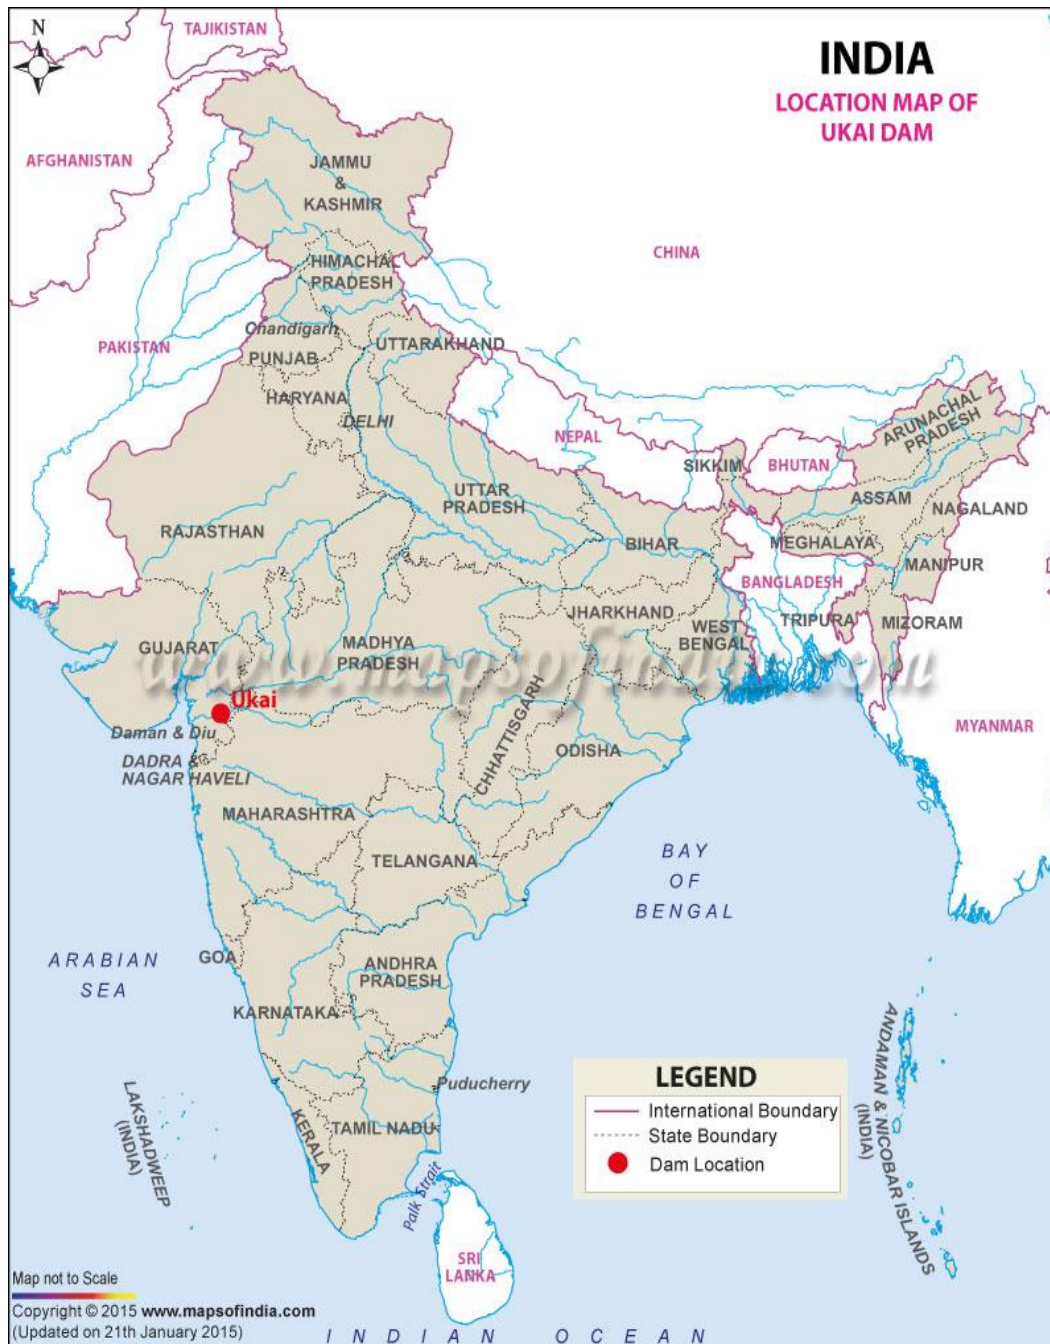 N
TAJIKISTAN
INDIA
LOCATION MAP OF
UKAI DAM
AFGHANISTAN
JAMMU
&
KASHMIR
CHINA
HIMACHAL
PRADESH
Chandigarh
PAKISTAN
UTTARAKHAND
PUNJAB
HARYANA
DELHI
ARUNACHAL
PRADESH
NEPAL
SIKKIM
BHUTAN
UTTAR
PRADESH
ASSAM
NAGALAND
RAJASTHAN
BIHAR
MEGHALAYA
MANIPUR
BANGLADESH
JHARKHAND
WEST
BENGAL
TRIPURA
MIZORAM
GUJARAT
MADHYA
PRADESH
www.mapsofindia.com
Ukai
MYANMAR
Daman & Diu
CHHATTISGARH
ODISHA
DADRA &
NAGAR HAVELI
MAHARASHTRA
TELANGANA
BAY
OF
BENGAL
GOA
ARABIAN
SEA
ANDHRA
PRADESH
KARNATAKA
ANDAMAN & NICOBAR ISLANDS
(INDIA)
LEGEND
International Boundary
State Boundary
Dam Location
Puducherry
LAKSHADWEEP
(INDIA)
KERALA
TAMIL NADU
Palk Strait
SRI
LANKA
Map not to Scale
Copyright © 2015 www.mapsofindia.com
(Updated on 21th January 2015)
INDIAN OCEAN